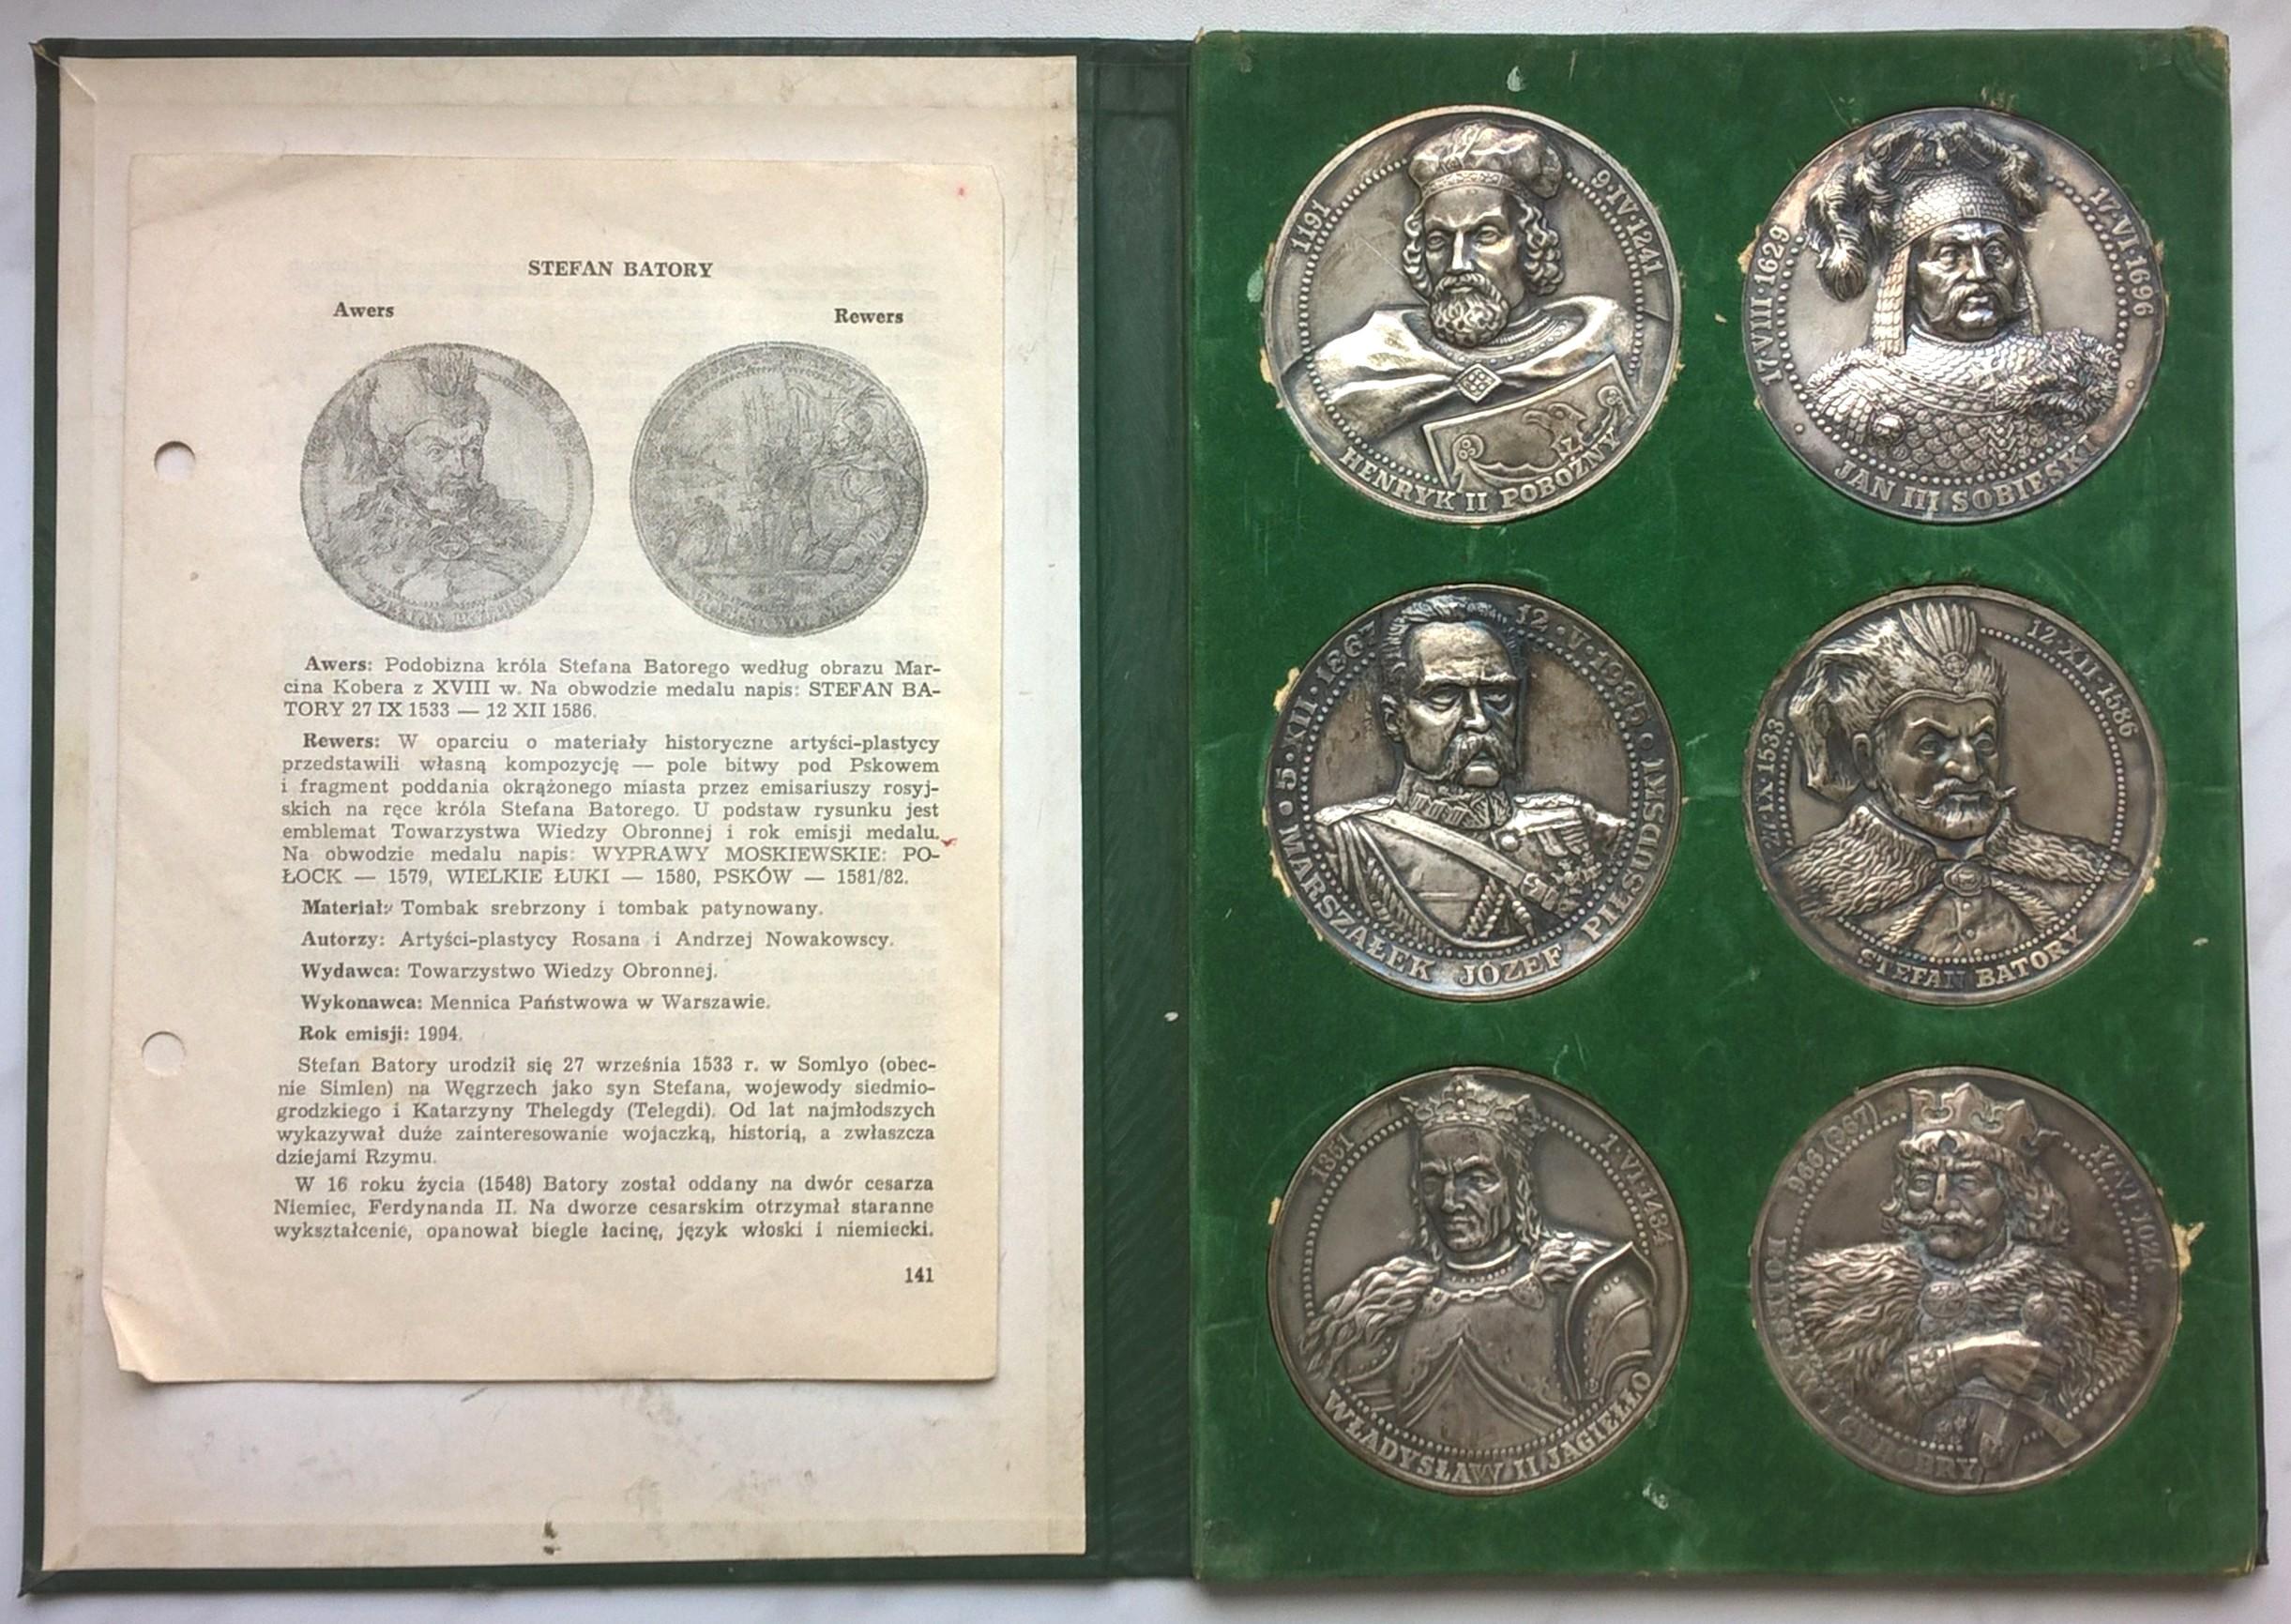 STEFAN BATORY
Awers
Rewers
Awers: Podobizna króla Stefana Batorego według obrazu Mar-
cina Kobera z XVIII w. Na obwodzie medalu napis: STEFAN BA-
TORY 27 IX 1533 — 12 XII 1586.
Rewers: W oparciu o materiały historyczne artyści-plastycy
przedstawili własną kompozycję — pole bitwy pod Pskowem
i fragment poddania okrążonego miasta przez emisariuszy rosyj-
skich na ręce króla Stefana Batorego. U podstaw rysunku jest
emblemat Towarzystwa Wiedzy Obronnej i rok emisji medalu.
Na obwodzie medalu napis: WYPRAWY MOSKIEWSKIE: PO-
ŁOCK — 1579, WIELKIE ŁUKI — 1580, PSKÓW — 1581/82.
Materiał: Tombak srebrzony i tombak patynowany.
Autorzy: Artyści-plastycy Rosana i Andrzej Nowakowscy.
Wydawca: Towarzystwo Wiedzy Obronnej.
Wykonawca: Mennica Państwowa w Warszawie.
Rok emisji: 1994.
Stefan Batory urodził się 27 września 1533 r. w Somlyo (obec-
nie Simlen) na Węgrzech jako syn Stefana, wojewody siedmio-
grodzkiego i Katarzyny Thelegdy (Telegdi). Od lat najmłodszych
wykazywał duże zainteresowanie wojaczką, historią, a zwłaszcza
dziejami Rzymu.
W 16 roku życia (1548) Batory został oddany na dwór cesarza
Niemiec, Ferdynanda II. Na dworze cesarskim otrzymał staranne
wykształcenie, opanował biegle łacinę, język włoski i niemiecki.
141
1191
9·IV·1241
HENRYK II POBOŻNY
17·VIII·1629
17·VI·1696
JAN III SOBIESKI
5·XII·1867
12·V·1935
MARSZAŁEK JÓZEF PIŁSUDSKI
27·IX·1533
12·XII·1586
STEFAN BATORY
1351
1·VI·1434
WŁADYSŁAW II JAGIEŁŁO
966 (967)
17·VI·1025
BOLESŁAW I CHROBRY